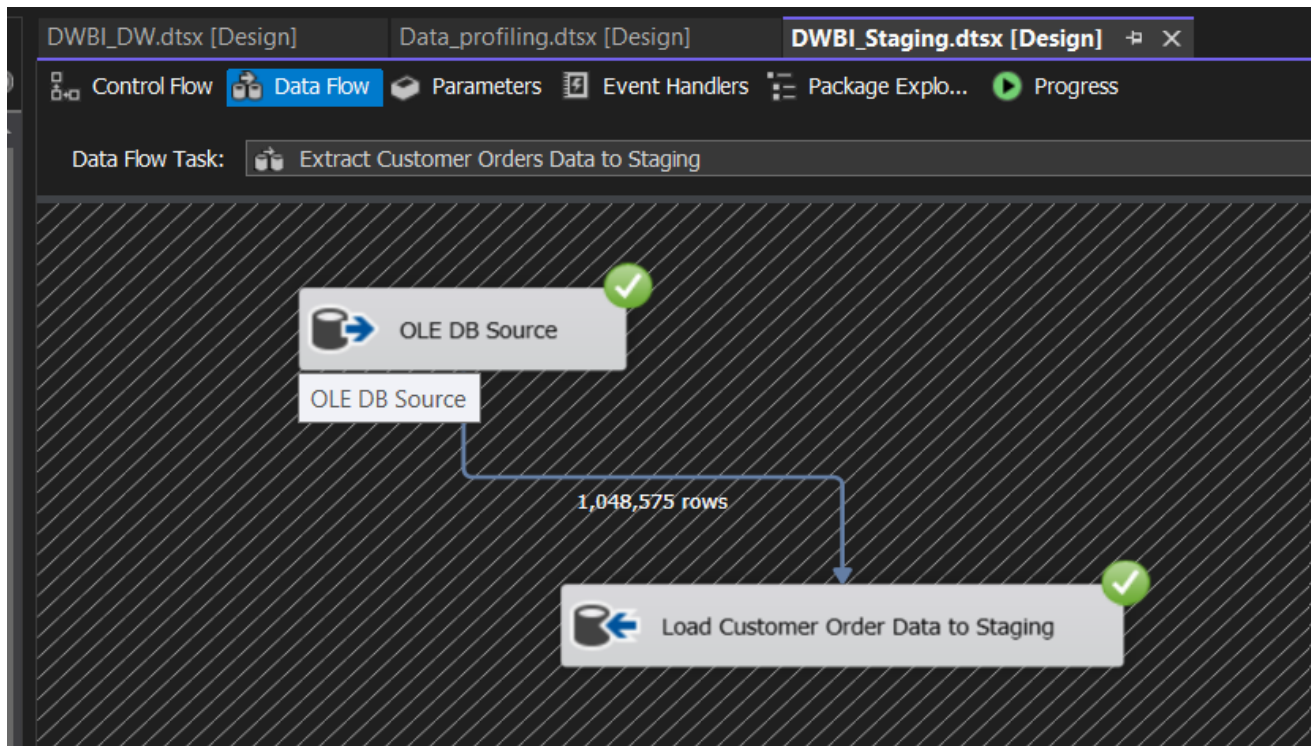 DWBI_DW.dtsx [Design] Data_profiling.dtsx [Design] DWBI_Staging.dtsx [Design]
Control Flow Data Flow Parameters Event Handlers Package Explo... Progress
Data Flow Task: Extract Customer Orders Data to Staging
OLE DB Source
OLE DB Source
1,048,575 rows
Load Customer Order Data to Staging